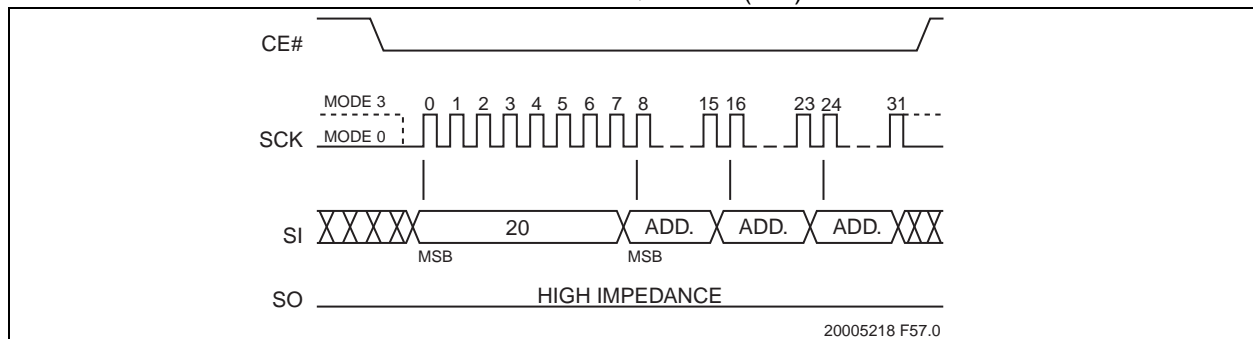 CE#
MODE 3 0 1 2 3 4 5 6 7 8 15 16 23 24 31
SCK MODE 0
SI 20 ADD. ADD. ADD.
MSB MSB
SO HIGH IMPEDANCE
20005218 F57.0